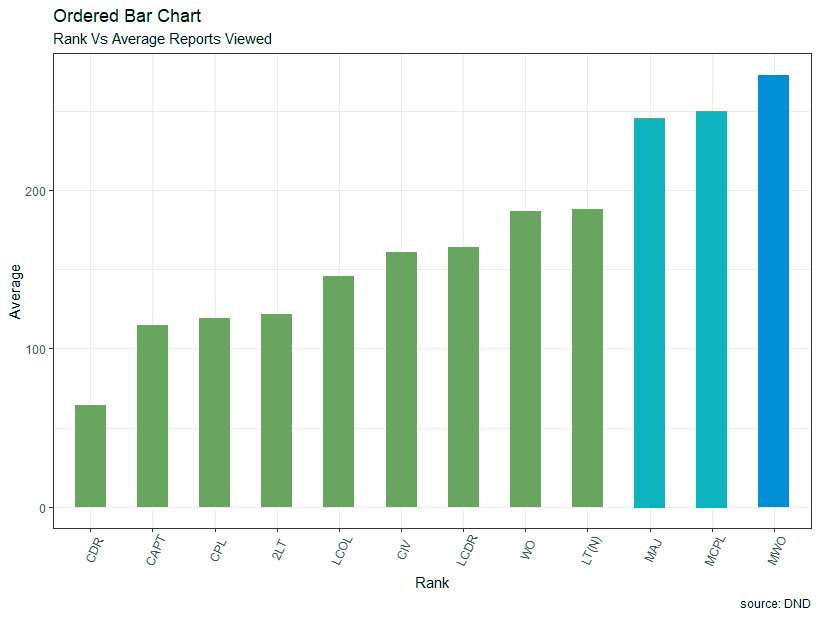 Ordered Bar Chart
Rank Vs Average Reports Viewed
Average
200
100
0
CDR
CAPT
CPL
2LT
LCOL
CIV
LCDR
WO
LT(N)
MAJ
MCPL
MWO
Rank
source: DND